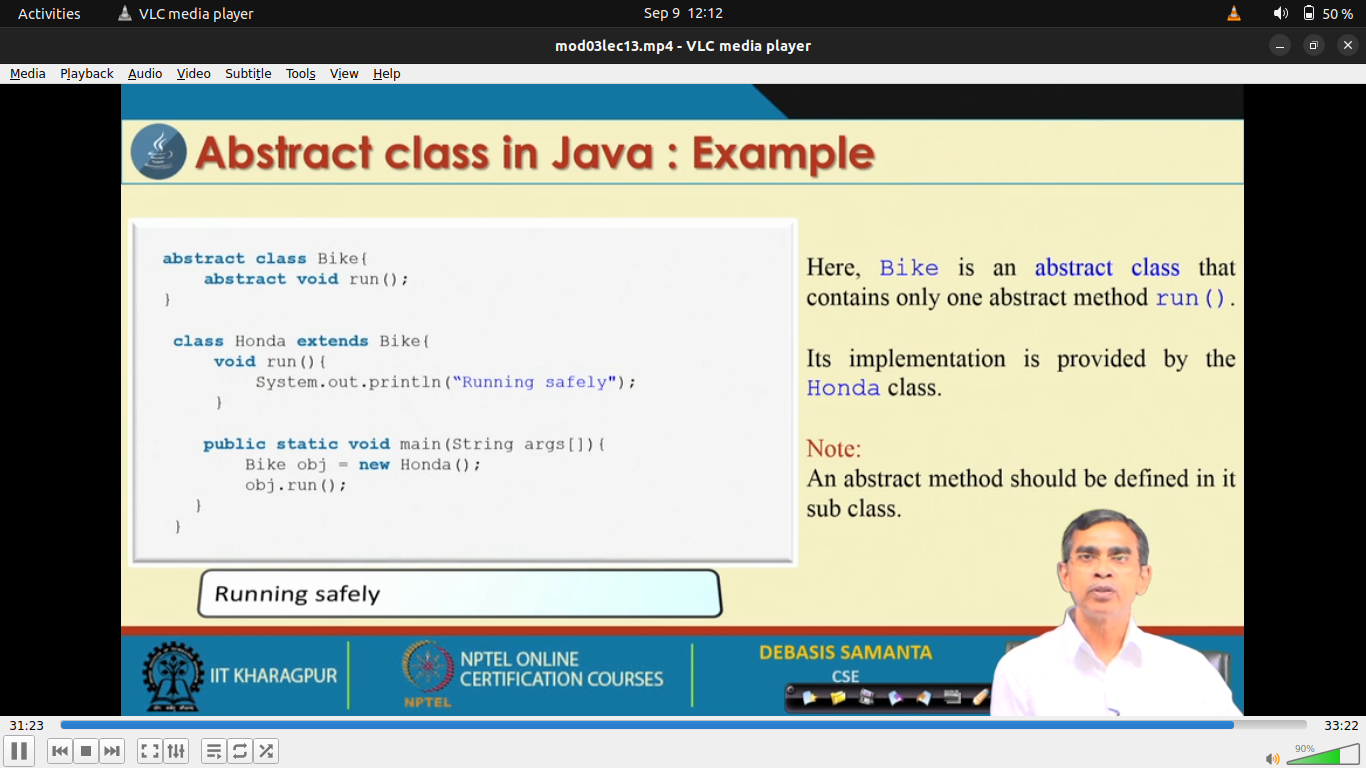 Activities VLC media player Sep 9 12:12 50 %
mod03lec13.mp4 - VLC media player
Media Playback Audio Video Subtitle Tools View Help
Abstract class in Java : Example
abstract class Bike{
abstract void run();
}
class Honda extends Bike{
void run(){
System.out.println(“Running safely");
}
public static void main(String args[]){
Bike obj = new Honda();
obj.run();
}
}
Running safely
Here, Bike is an abstract class that
contains only one abstract method run().
Its implementation is provided by the
Honda class.
Note:
An abstract method should be defined in it
sub class.
IIT KHARAGPUR
NPTEL
NPTEL ONLINE
CERTIFICATION COURSES
DEBASIS SAMANTA
CSE
31:23 33:22
90%